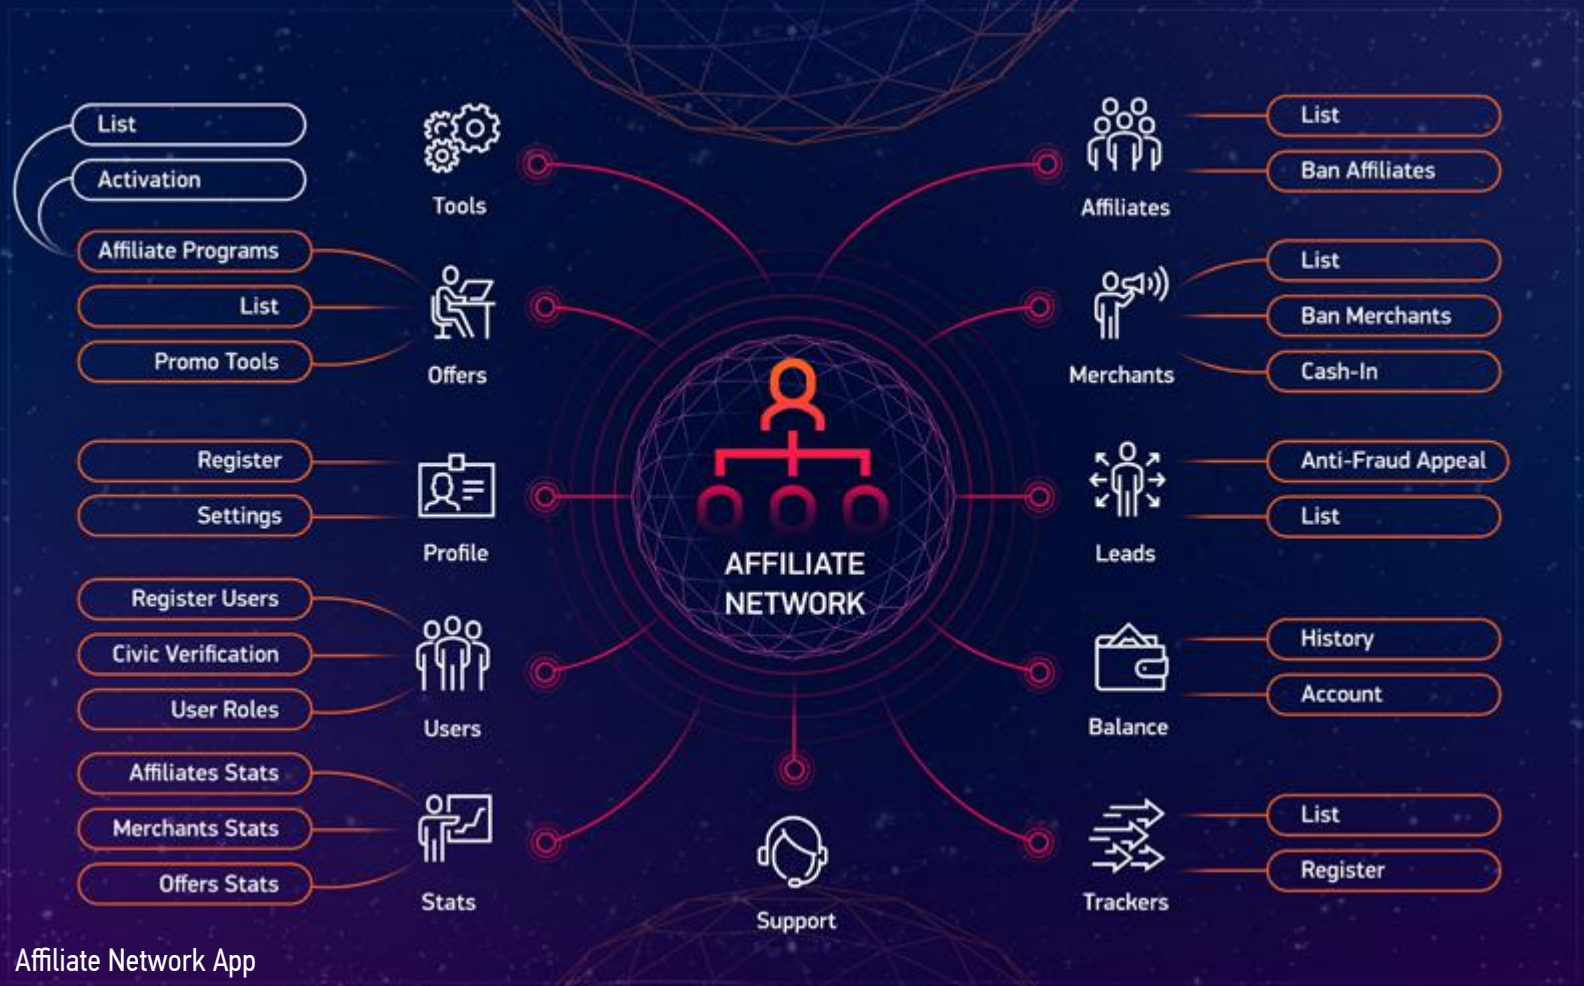 List
Activation
Affiliate Programs
List
Promo Tools
Register
Settings
Register Users
Civic Verification
User Roles
Affiliates Stats
Merchants Stats
Offers Stats
Tools
Offers
Profile
Users
Stats
AFFILIATE
NETWORK
Support
Affiliates
Merchants
Leads
Balance
Trackers
List
Ban Affiliates
List
Ban Merchants
Cash-In
Anti-Fraud Appeal
List
History
Account
List
Register
Affiliate Network App